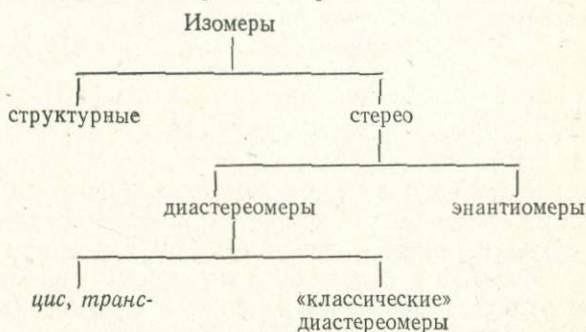 Изомеры
структурные стерео
диастереомеры энантиомеры
цис, транс- «классические»
диастереомеры